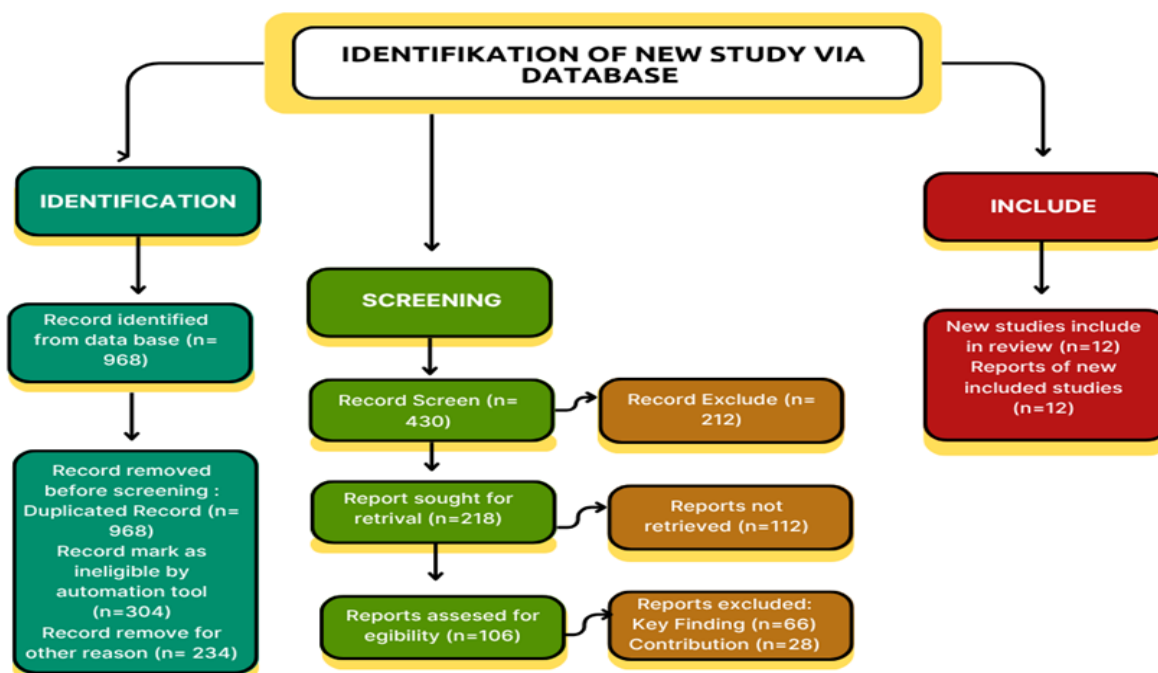 IDENTIFIKATION OF NEW STUDY VIA
DATABASE
IDENTIFICATION
Record identified
from data base (n=
968)
Record removed
before screening :
Duplicated Record (n=
968)
Record mark as
ineligible by
automation tool
(n=304)
Record remove for
other reason (n= 234)
SCREENING
Record Screen (n=
430)
Record Exclude (n=
212)
Report sought for
retrival (n=218)
Reports not
retrieved (n=112)
Reports assesed for
egibility (n=106)
Reports excluded:
Key Finding (n=66)
Contribution (n=28)
INCLUDE
New studies include
in review (n=12)
Reports of new
included studies
(n=12)